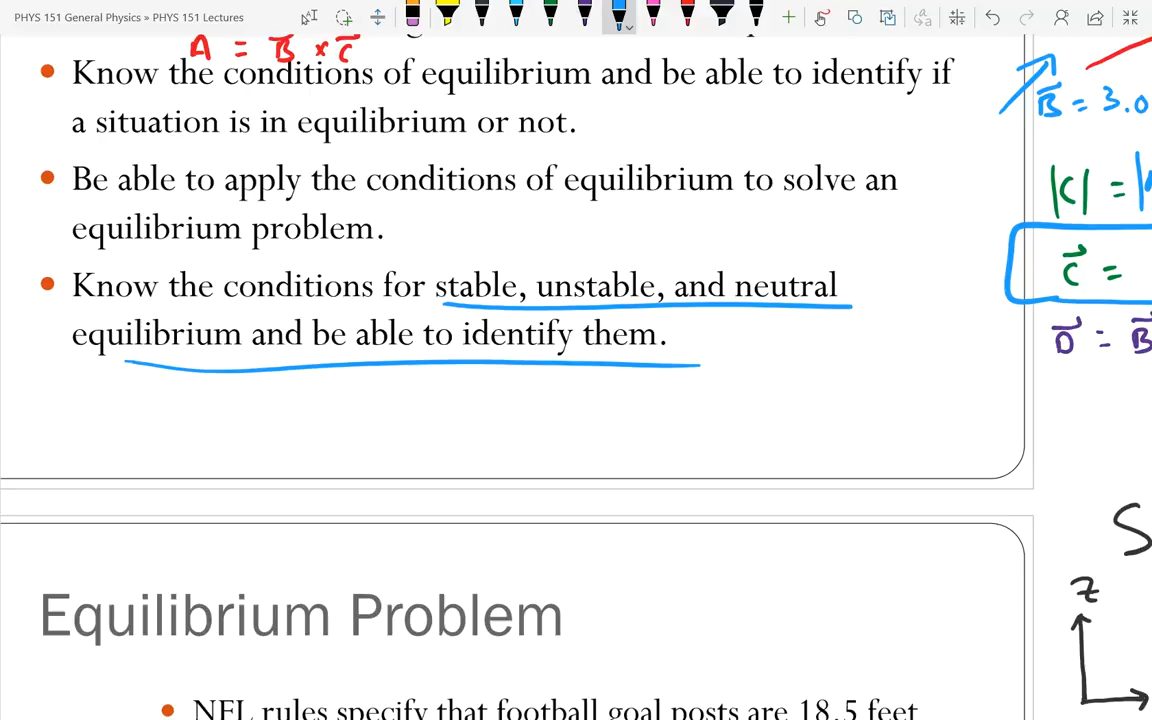 PHYS 151 General Physics » PHYS 151 Lectures
A⃗ = B⃗ × C⃗
• Know the conditions of equilibrium and be able to identify if
a situation is in equilibrium or not.
• Be able to apply the conditions of equilibrium to solve an
equilibrium problem.
• Know the conditions for stable, unstable, and neutral
equilibrium and be able to identify them.
B⃗ = 3.0
|C| =
C⃗ =
D⃗ = B⃗
S
z
Equilibrium Problem
• NFL rules specify that football goal posts are 18.5 feet